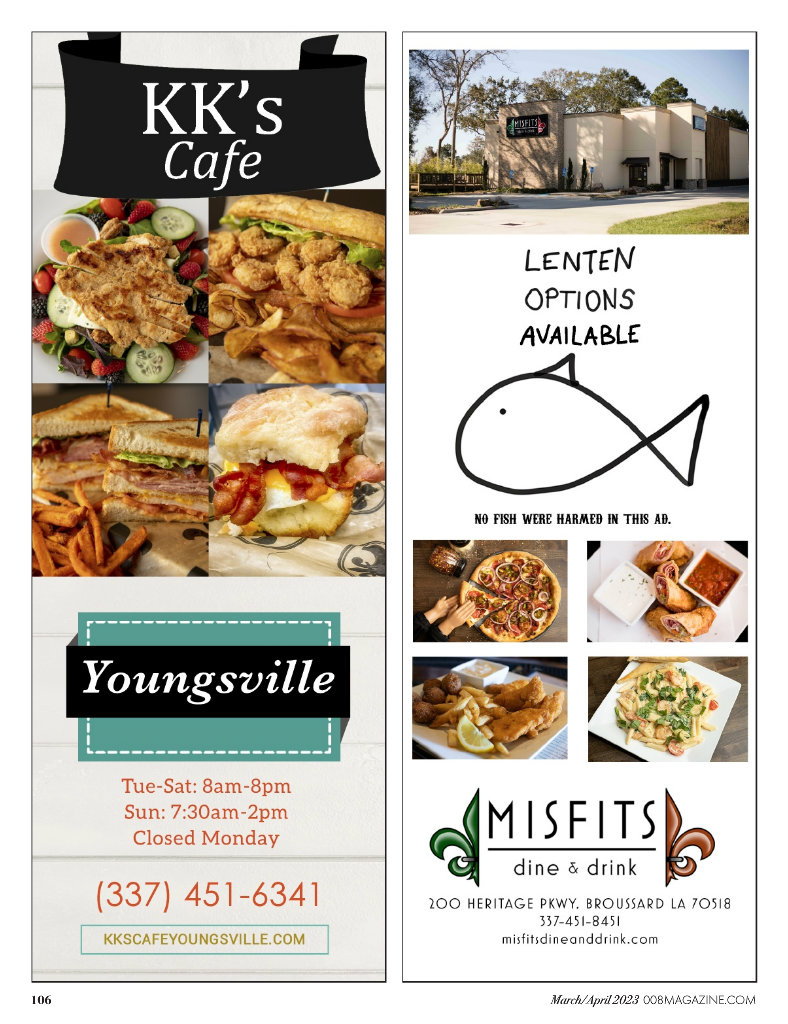 KK's
Cafe
Youngsville
Tue-Sat: 8am-8pm
Sun: 7:30am-2pm
Closed Monday
(337) 451-6341
KKSCAFEYOUNGSVILLE.COM
MISFITS
LENTEN
OPTIONS
AVAILABLE
NO FISH WERE HARMED IN THIS AD.
MISFITS
dine & drink
200 HERITAGE PKWY, BROUSSARD LA 70518
337-451-8451
misfitsdineanddrink.com
106
March/April 2023 008MAGAZINE.COM